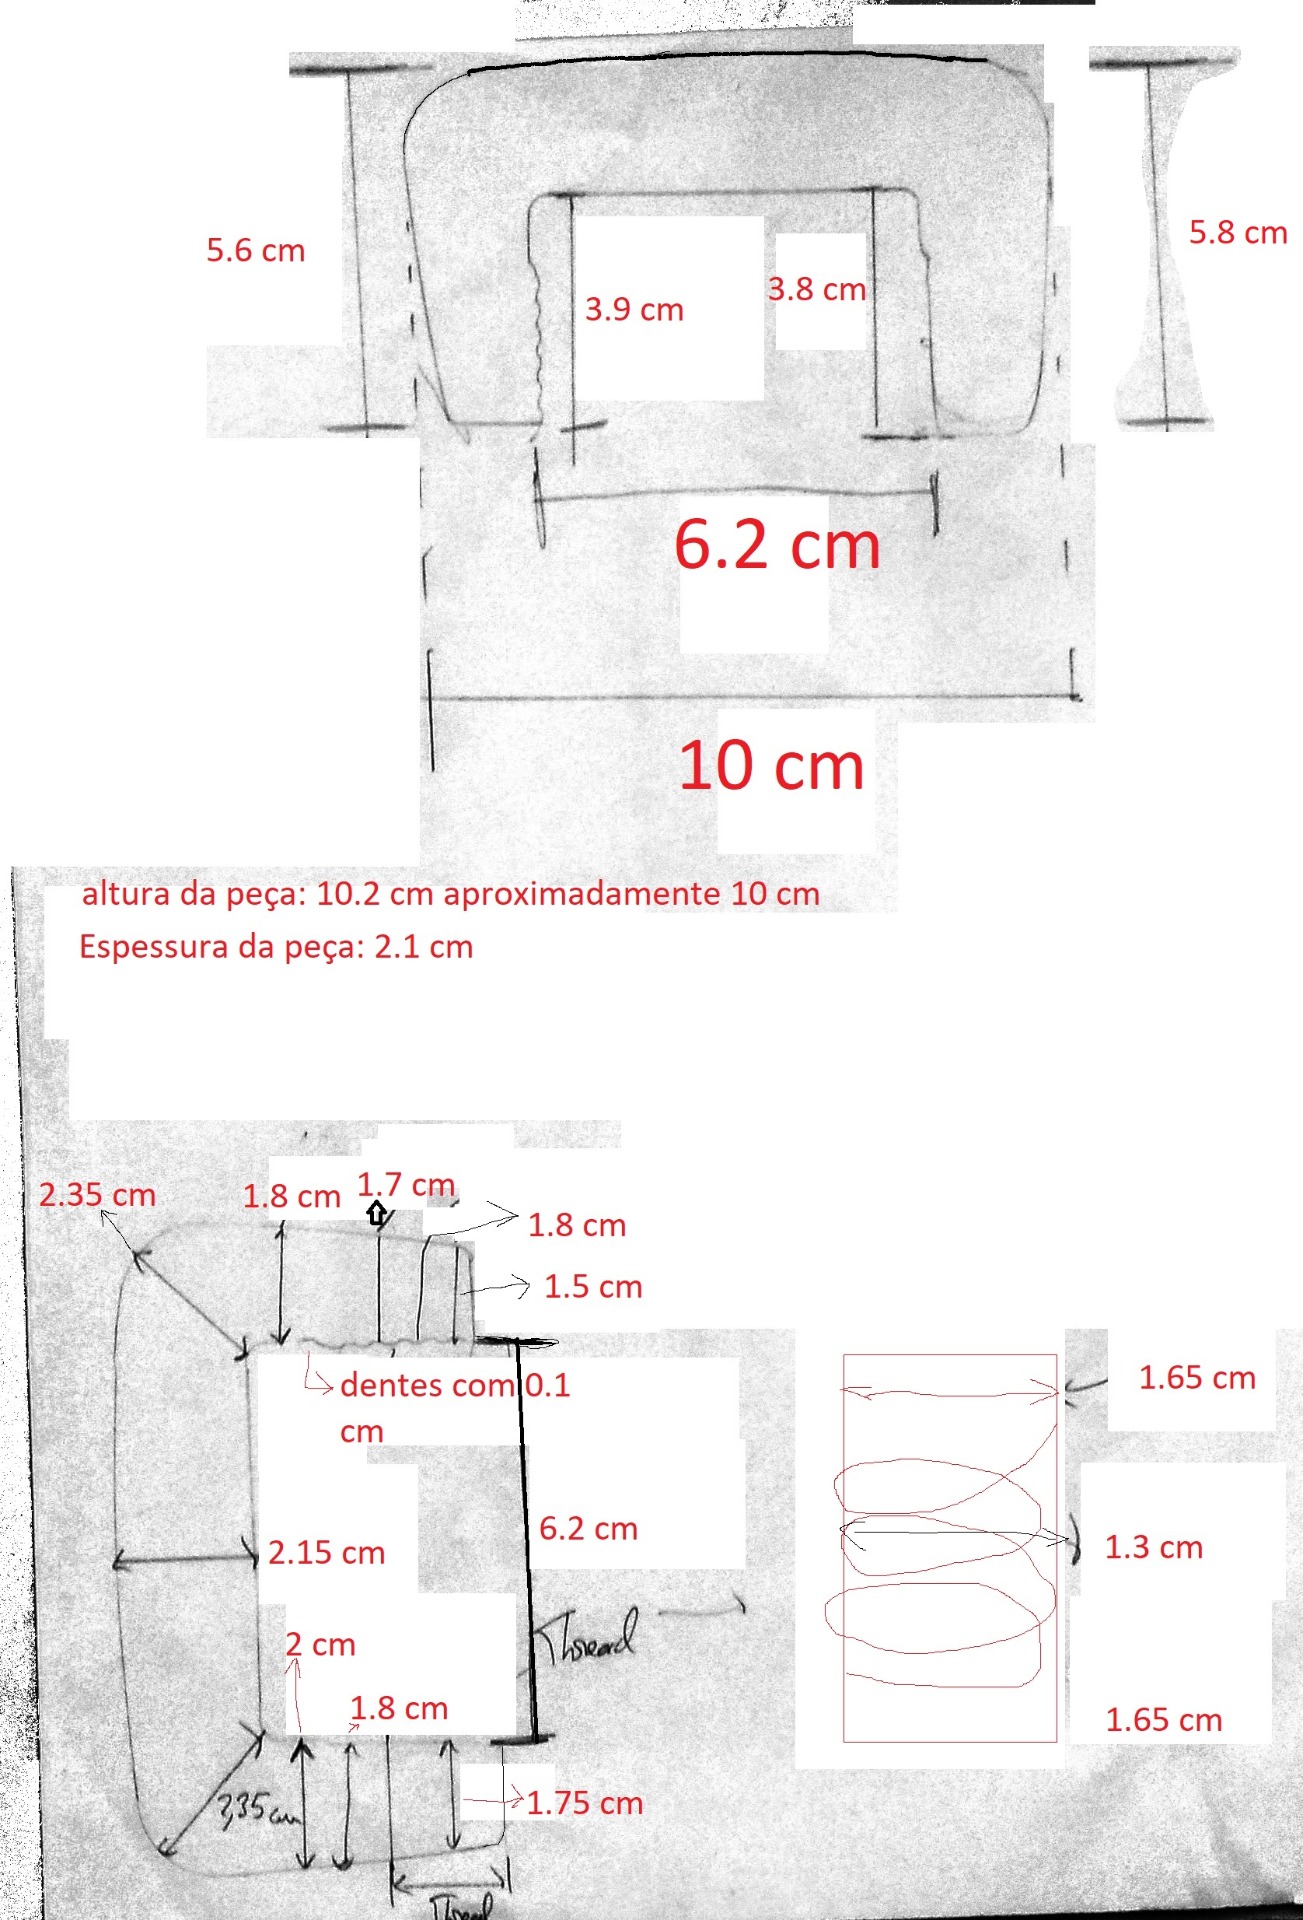 5.6 cm
5.8 cm
3.9 cm
3.8 cm
6.2 cm
10 cm
altura da peça: 10.2 cm aproximadamente 10 cm
Espessura da peça: 2.1 cm
2.35 cm
1.8 cm
1.7 cm
1.8 cm
1.5 cm
dentes com 0.1
cm
1.65 cm
6.2 cm
2.15 cm
1.3 cm
Thread
2 cm
1.8 cm
1.65 cm
1.75 cm
2,35 cm
Thread